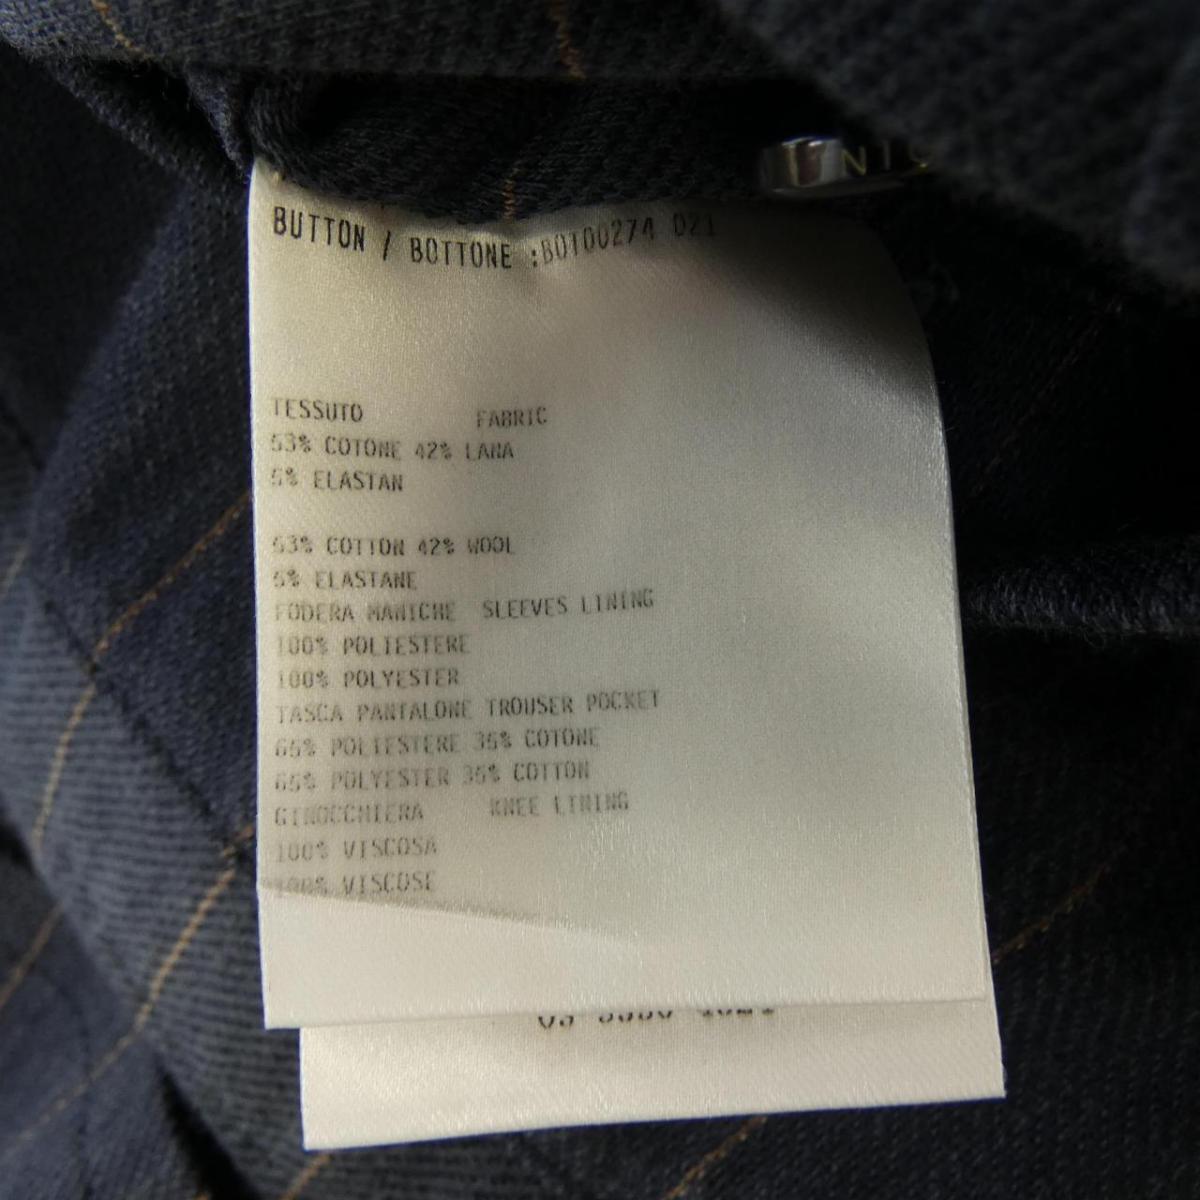 BUTTON / BOTTONE :BOT00274 021
TESSUTO FABRIC
53% COTONE 42% LANA
5% ELASTAN
53% COTTON 42% WOOL
5% ELASTANE
FODERA MANICHE SLEEVES LINING
100% POLIESTERE
100% POLYESTER
TASCA PANTALONE TROUSER POCKET
65% POLIESTERE 35% COTONE
65% POLYESTER 35% COTTON
GINOCCHIERA KNEE LINING
100% VISCOSA
100% VISCOSE